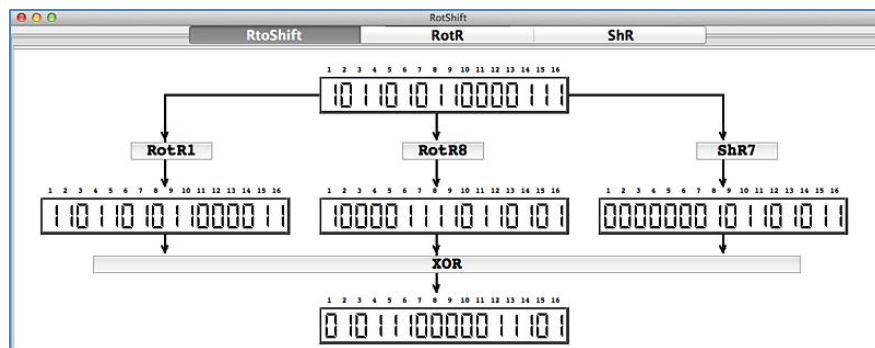 RotShift
RtoShift RotR ShR
1 2 3 4 5 6 7 8 9 10 11 12 13 14 15 16
1011010110000111
RotR1 RotR8 ShR7
1 2 3 4 5 6 7 8 9 10 11 12 13 14 15 16 1 2 3 4 5 6 7 8 9 10 11 12 13 14 15 16 1 2 3 4 5 6 7 8 9 10 11 12 13 14 15 16
1101101011000011 1000011110110101 0000000101101011
XOR
1 2 3 4 5 6 7 8 9 10 11 12 13 14 15 16
0101110000011101